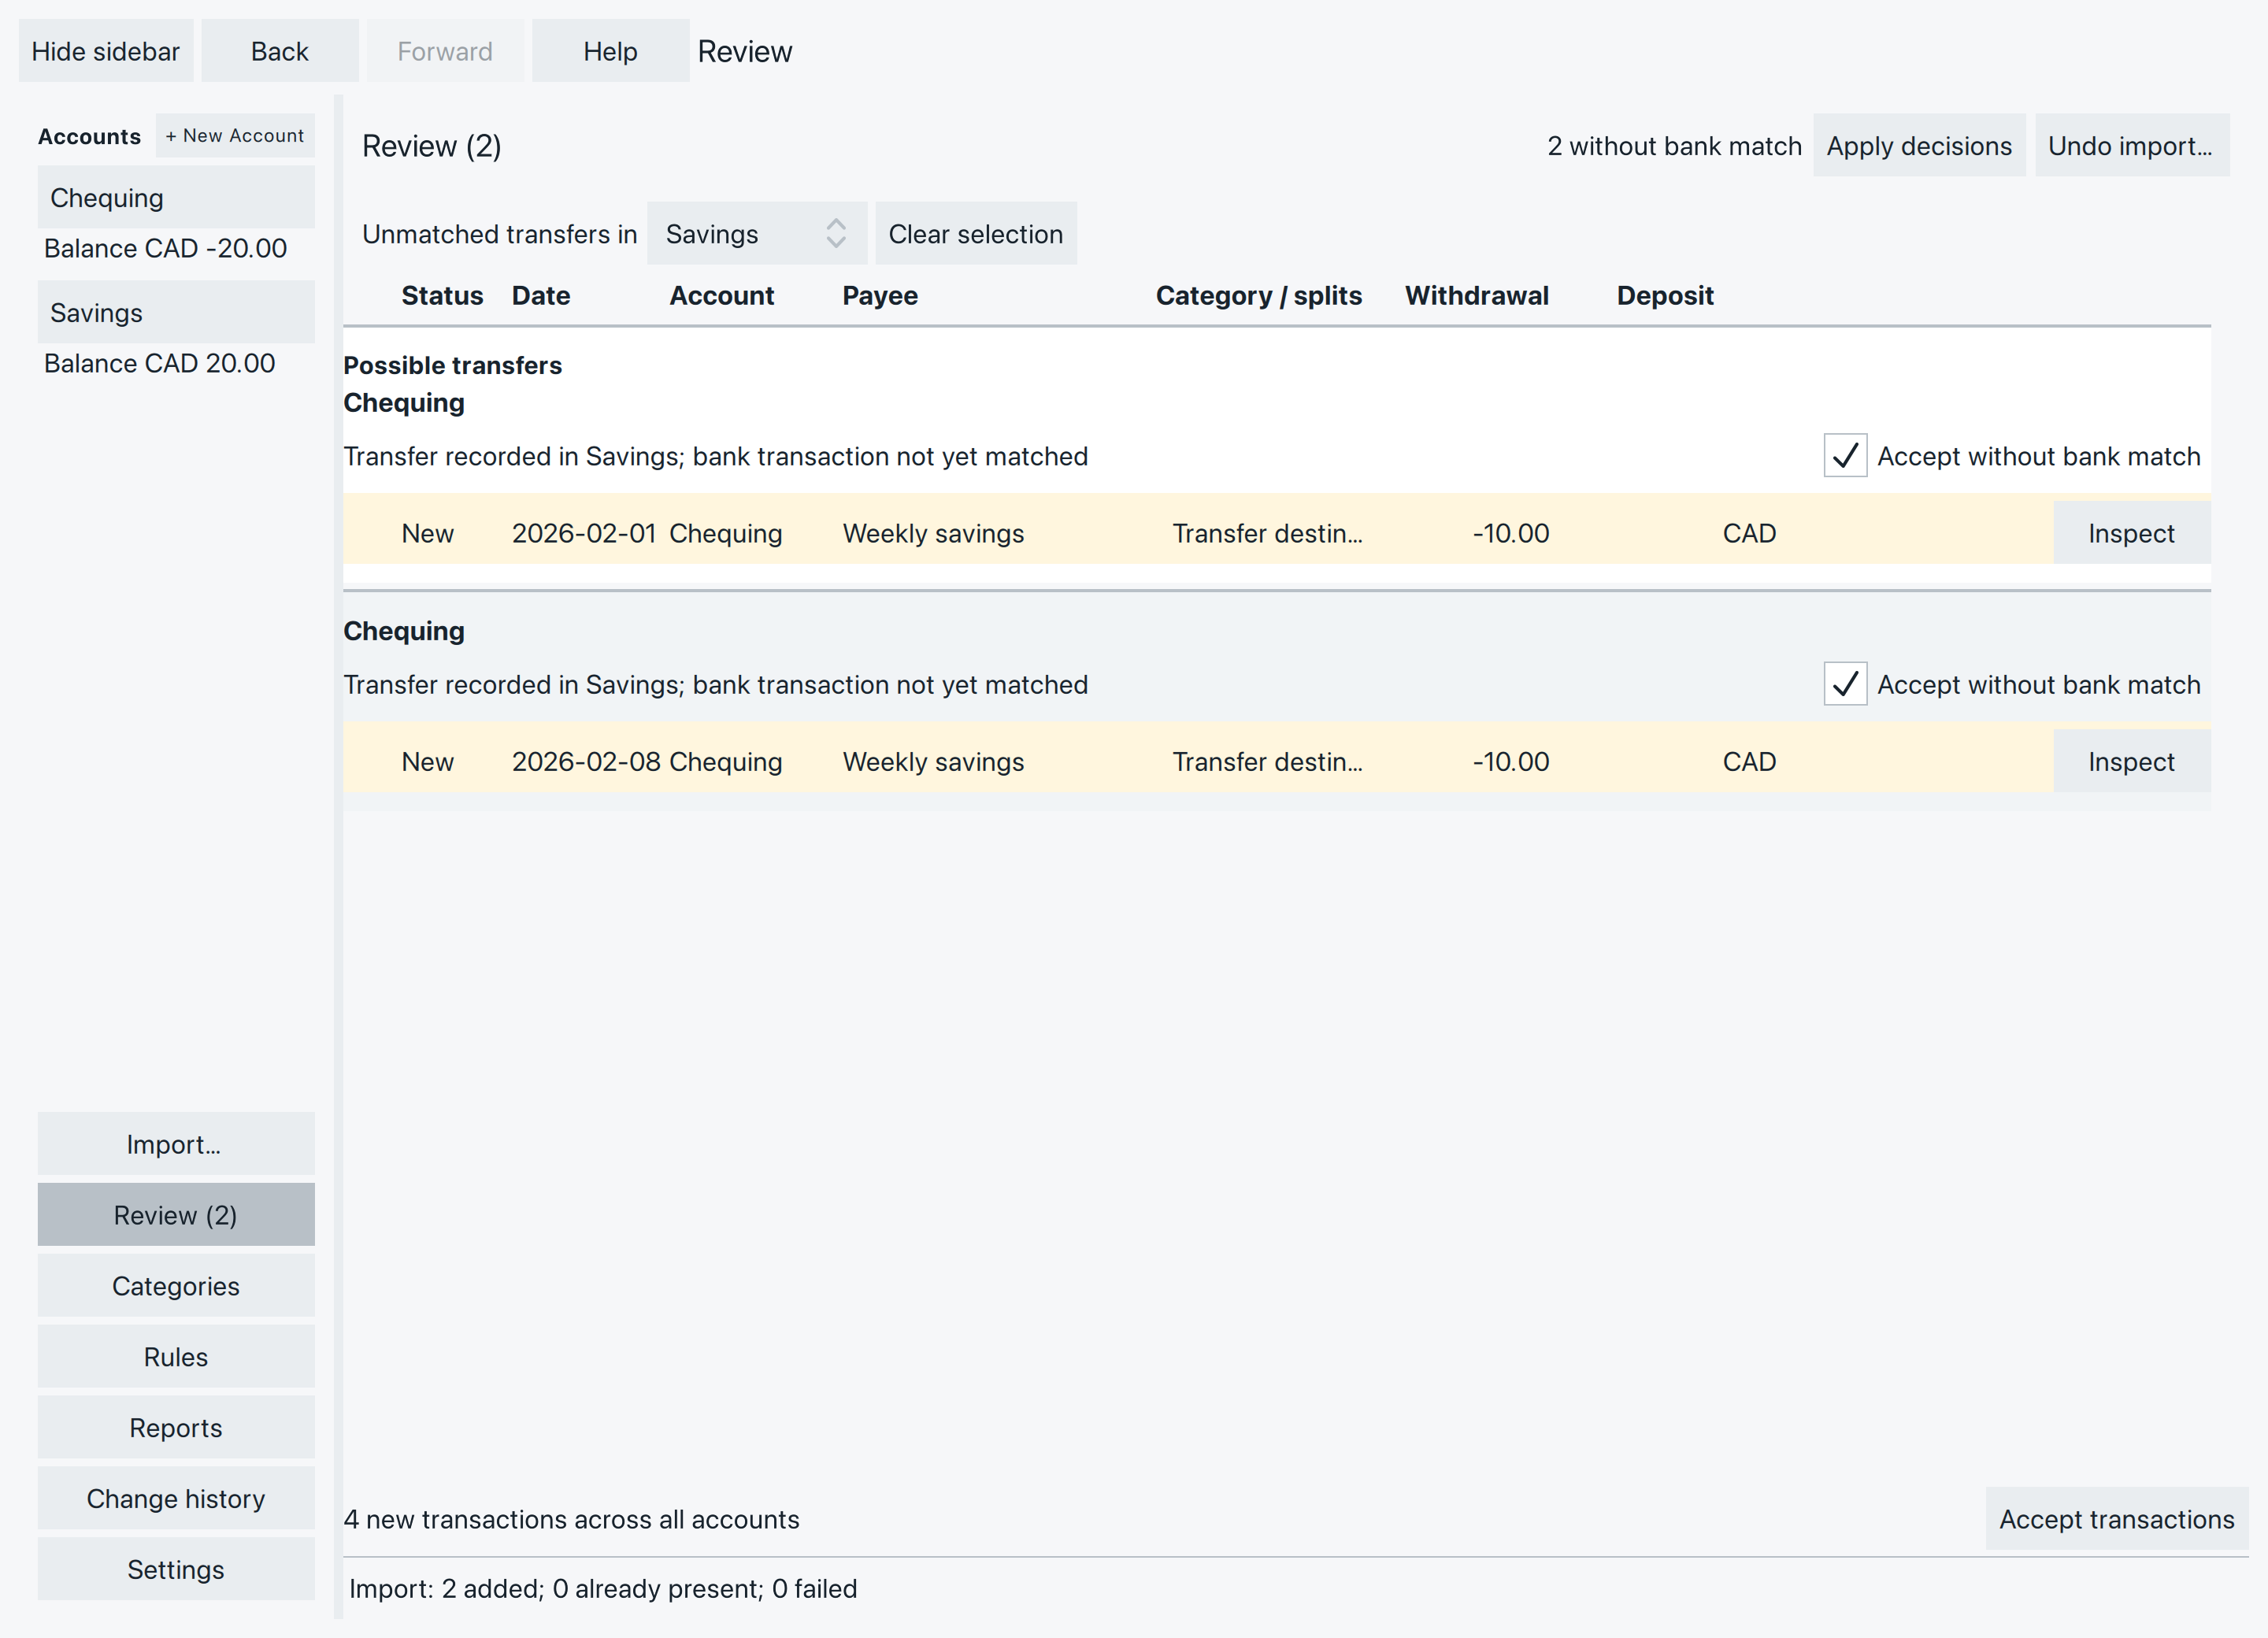 Hide sidebar Back Forward Help Review
Accounts + New Account
Chequing
Balance CAD -20.00
Savings
Balance CAD 20.00
Import...
Review (2)
Categories
Rules
Reports
Change history
Settings
Review (2) 2 without bank match Apply decisions Undo import...
Unmatched transfers in Savings Clear selection
Status Date Account Payee Category / splits Withdrawal Deposit
Possible transfers
Chequing
Transfer recorded in Savings; bank transaction not yet matched Accept without bank match
New 2026-02-01 Chequing Weekly savings Transfer destin... -10.00 CAD Inspect
Chequing
Transfer recorded in Savings; bank transaction not yet matched Accept without bank match
New 2026-02-08 Chequing Weekly savings Transfer destin... -10.00 CAD Inspect
4 new transactions across all accounts Accept transactions
Import: 2 added; 0 already present; 0 failed